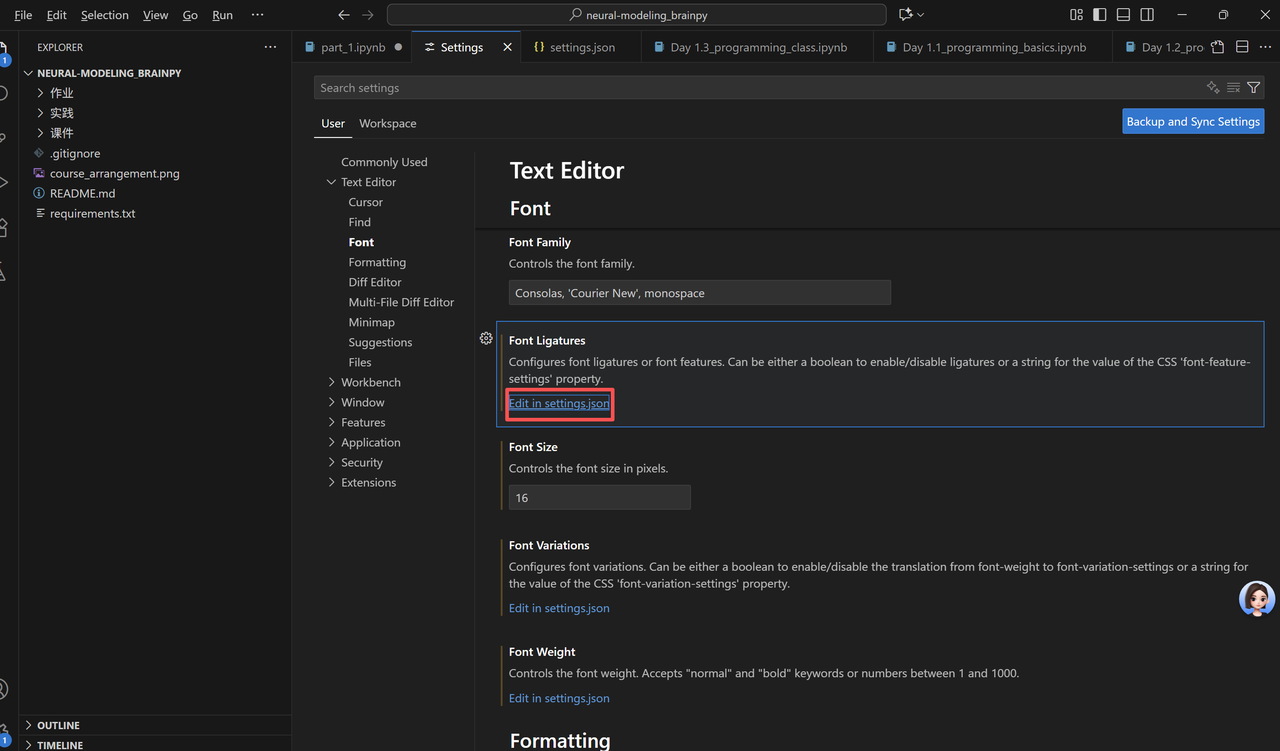 File Edit Selection View Go Run ··· neural-modeling_brainpy
EXPLORER ···
part_1.ipynb Settings settings.json Day 1.3_programming_class.ipynb Day 1.1_programming_basics.ipynb Day 1.2_pro ···
NEURAL-MODELING_BRAINPY
作业
实践
课件
.gitignore
course_arrangement.png
README.md
requirements.txt
OUTLINE
TIMELINE
1
1
Search settings
User Workspace
Backup and Sync Settings
Commonly Used
Text Editor
Cursor
Find
Font
Formatting
Diff Editor
Multi-File Diff Editor
Minimap
Suggestions
Files
Workbench
Window
Features
Application
Security
Extensions
Text Editor
Font
Font Family
Controls the font family.
Consolas, 'Courier New', monospace
Font Ligatures
Configures font ligatures or font features. Can be either a boolean to enable/disable ligatures or a string for the value of the CSS 'font-feature-
settings' property.
Edit in settings.json
Font Size
Controls the font size in pixels.
16
Font Variations
Configures font variations. Can be either a boolean to enable/disable the translation from font-weight to font-variation-settings or a string for
the value of the CSS 'font-variation-settings' property.
Edit in settings.json
Font Weight
Controls the font weight. Accepts "normal" and "bold" keywords or numbers between 1 and 1000.
Edit in settings.json
Formatting